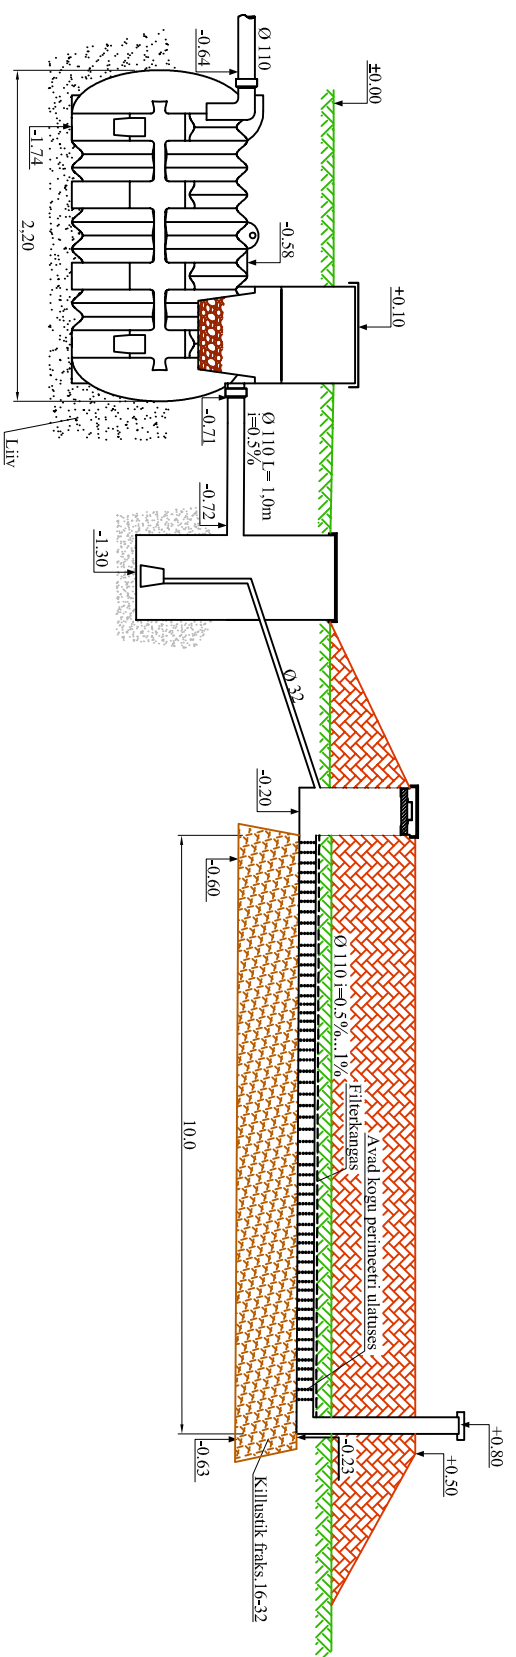 Ø 110
-0.64
±0.00
-1.74
2,20
-0.58
+0.10
-0.71
Ø 110 L= 1,0m
i=0.5%
Liiv
-0.72
-1.30
Ø 32
-0.20
-0.60
10.0
Ø 110 i=0.5%...1%
Filterkangas
Avad kogu perimeetri ulatuses
+0.80
+0.50
-0.23
-0.63
Killustik fraks.16-32